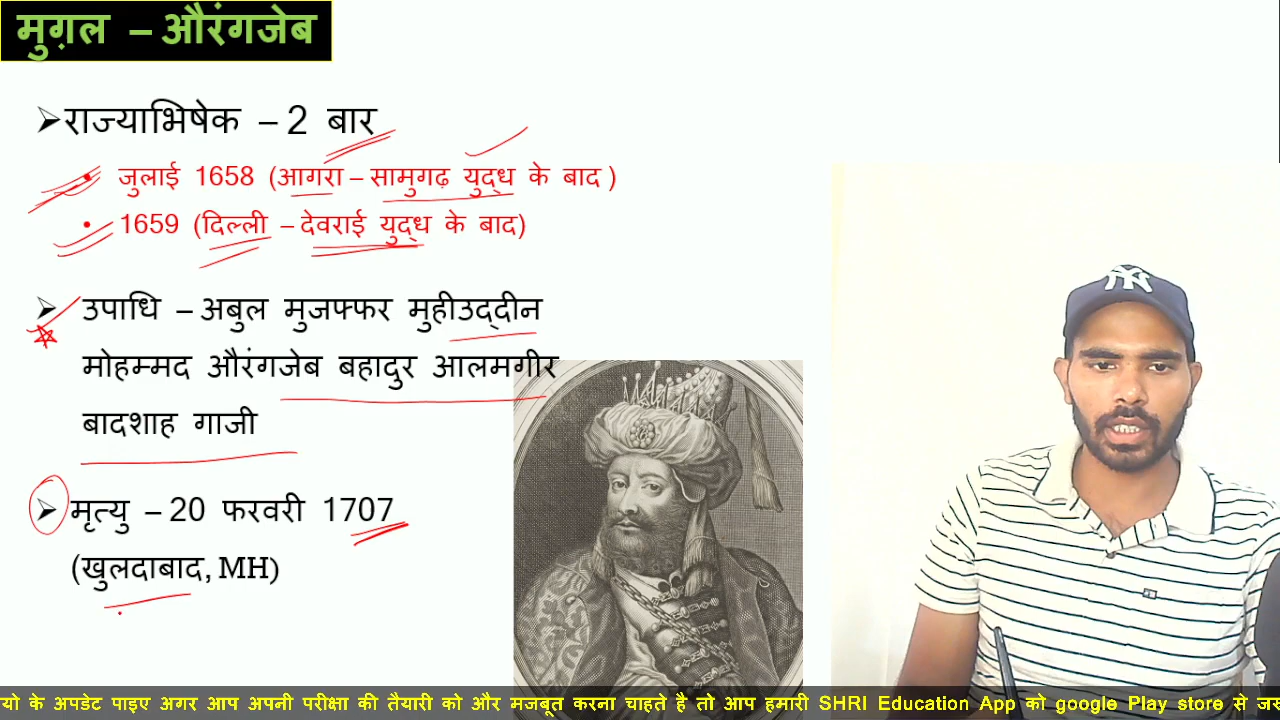 मुग़ल – औरंगजेब
➢राज्याभिषेक – 2 बार
• जुलाई 1658 (आगरा – सामुगढ़ युद्ध के बाद )
• 1659 (दिल्ली – देवराई युद्ध के बाद)
➢ उपाधि – अबुल मुजफ्फर मुहीउद्दीन
मोहम्मद औरंगजेब बहादुर आलमगीर
बादशाह गाजी
➢ मृत्यु – 20 फरवरी 1707
(खुलदाबाद, MH)
NY
यो के अपडेट पाइए अगर आप अपनी परीक्षा की तैयारी को और मजबूत करना चाहते है तो आप हमारी SHRI Education App को google Play store से